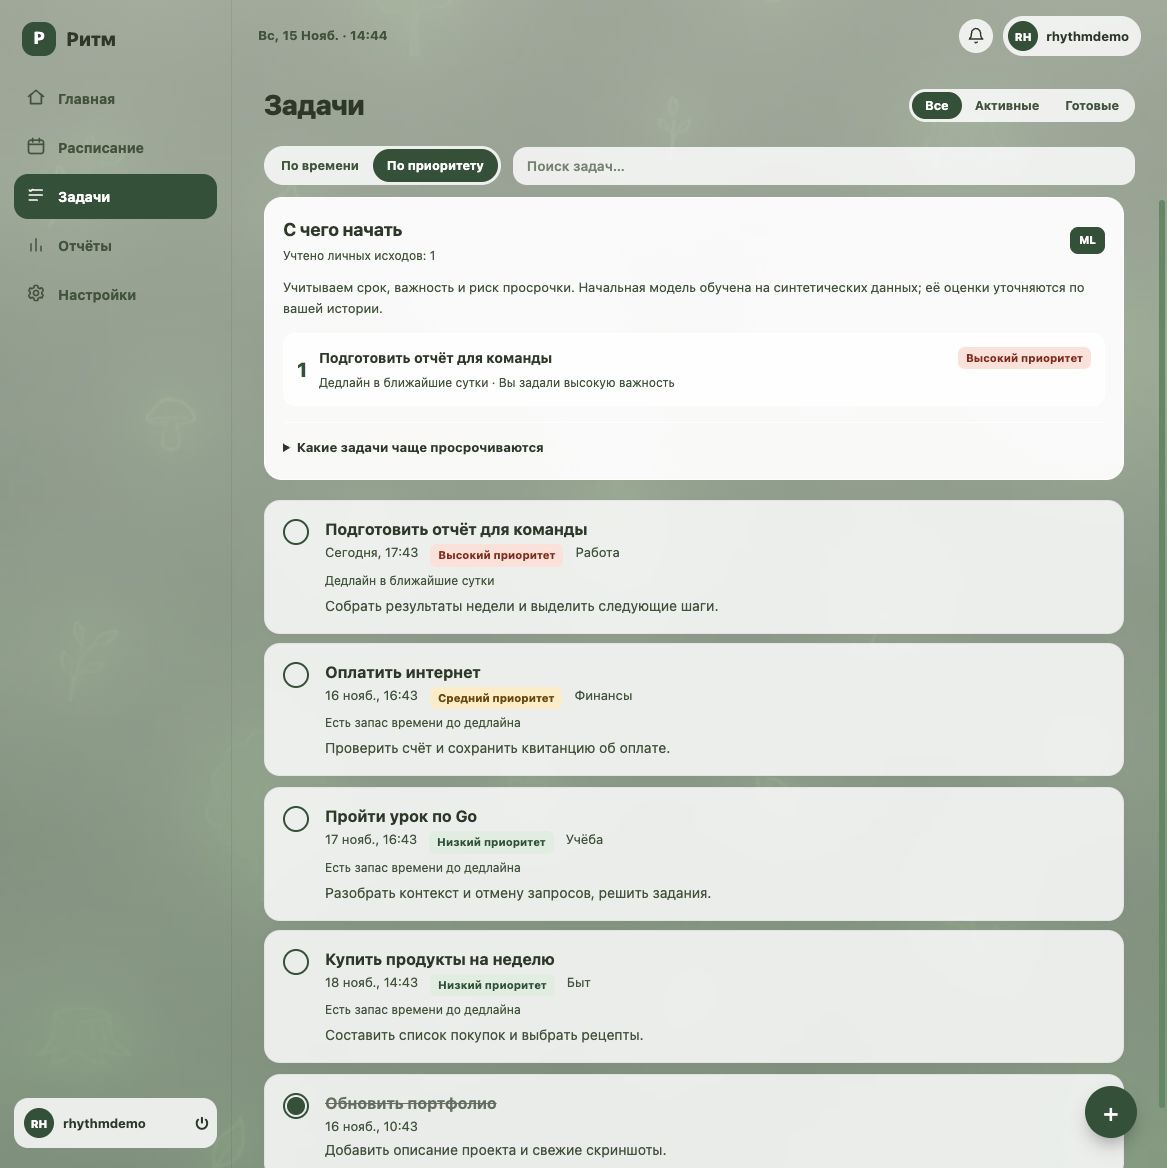 Р Ритм
Вс, 15 Нояб. · 14:44
RH rhythmdemo
Главная
Расписание
Задачи
Отчёты
Настройки
Задачи
Все Активные Готовые
По времени По приоритету Поиск задач...
С чего начать
Учтено личных исходов: 1
ML
Учитываем срок, важность и риск просрочки. Начальная модель обучена на синтетических данных; её оценки уточняются по
вашей истории.
1 Подготовить отчёт для команды Высокий приоритет
Дедлайн в ближайшие сутки · Вы задали высокую важность
Какие задачи чаще просрочиваются
Подготовить отчёт для команды
Сегодня, 17:43 Высокий приоритет Работа
Дедлайн в ближайшие сутки
Собрать результаты недели и выделить следующие шаги.
Оплатить интернет
16 нояб., 16:43 Средний приоритет Финансы
Есть запас времени до дедлайна
Проверить счёт и сохранить квитанцию об оплате.
Пройти урок по Go
17 нояб., 16:43 Низкий приоритет Учёба
Есть запас времени до дедлайна
Разобрать контекст и отмену запросов, решить задания.
Купить продукты на неделю
18 нояб., 14:43 Низкий приоритет Быт
Есть запас времени до дедлайна
Составить список покупок и выбрать рецепты.
Обновить портфолио
16 нояб., 10:43
Добавить описание проекта и свежие скриншоты.
+
RH rhythmdemo